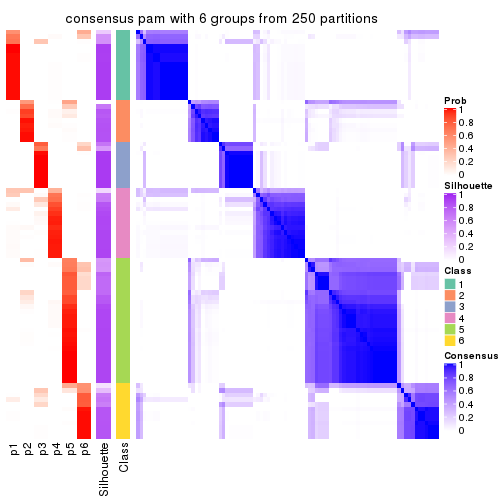 consensus pam with 6 groups from 250 partitions
Prob
1
0.8
0.6
0.4
0.2
0
Silhouette
1
0.8
0.6
0.4
0.2
0
Class
1
2
3
4
5
6
Consensus
1
0.8
0.6
0.4
0.2
0
p1
p2
p3
p4
p5
p6
Silhouette
Class